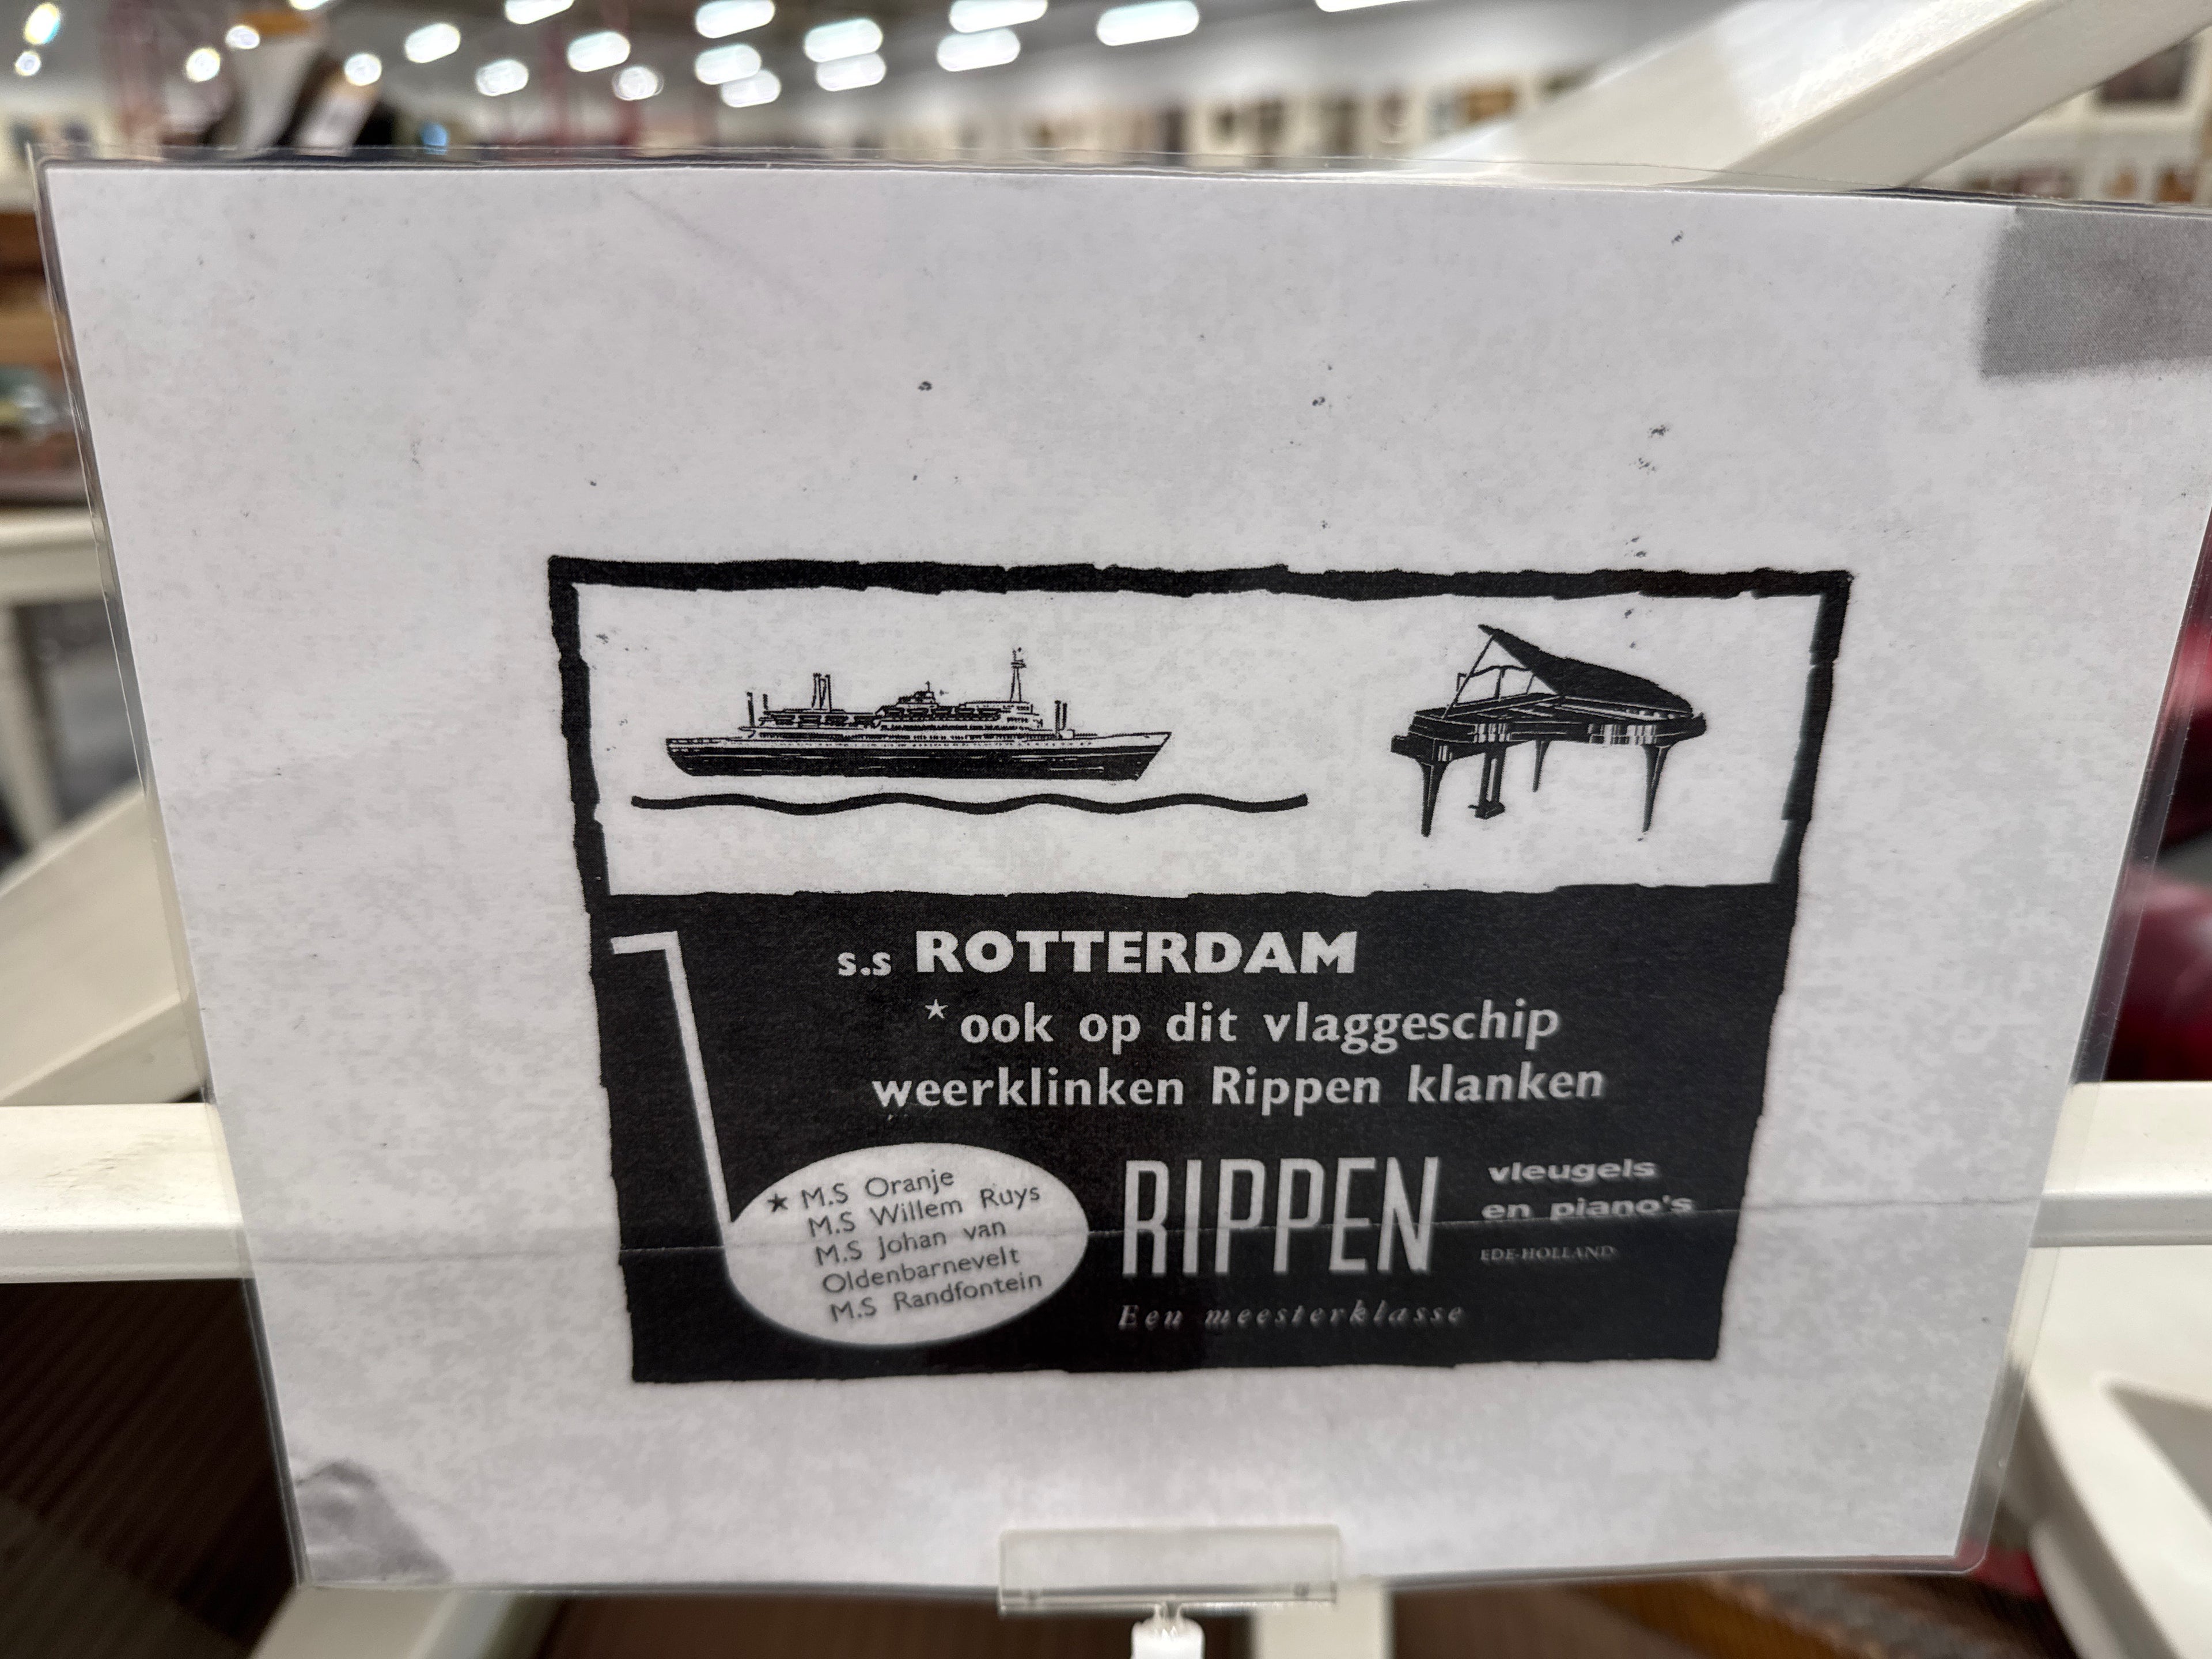 s.s ROTTERDAM
*ook op dit vlaggeschip
weerklinken Rippen klanken
★ M.S Oranje
M.S Willem Ruys
M.S Johan van
Oldenbarnevelt
M.S Randfontein
RIPPEN
vleugels
en piano's
EDE-HOLLAND
Een meesterklasse